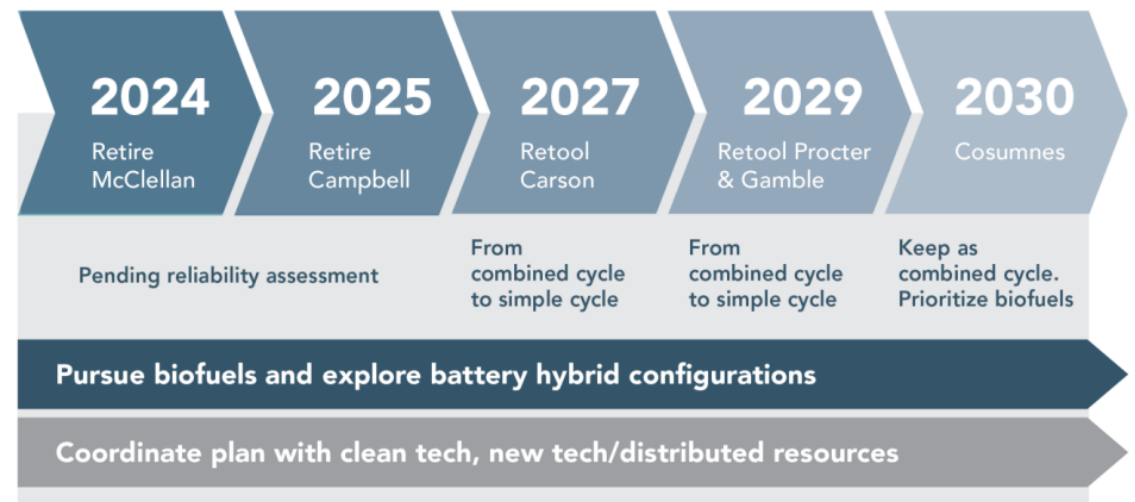 2024
Retire
McClellan
2025
Retire
Campbell
2027
Retool
Carson
2029
Retool Procter
& Gamble
2030
Cosumnes
Pending reliability assessment
From
combined cycle
to simple cycle
From
combined cycle
to simple cycle
Keep as
combined cycle.
Prioritize biofuels
Pursue biofuels and explore battery hybrid configurations
Coordinate plan with clean tech, new tech/distributed resources